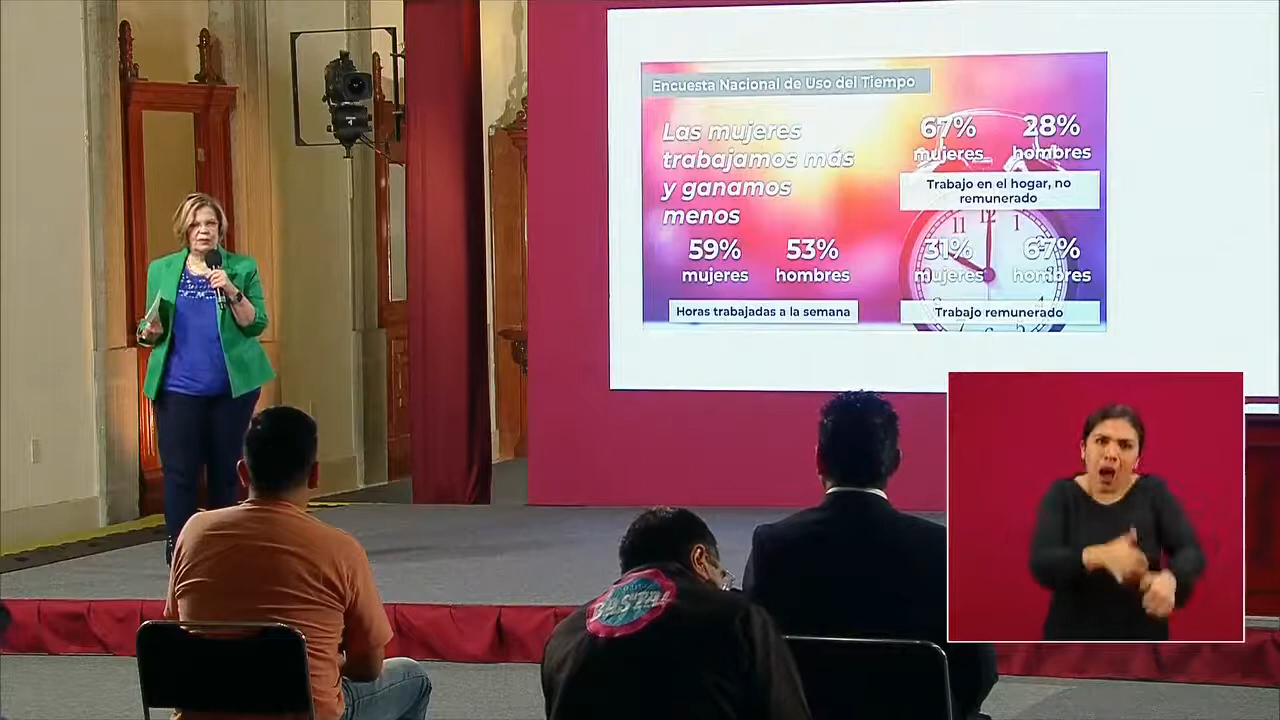 Encuesta Nacional de Uso del Tiempo
Las mujeres
trabajamos más
y ganamos
menos
59%
mujeres
53%
hombres
Horas trabajadas a la semana
67%
mujeres
28%
hombres
Trabajo en el hogar, no
remunerado
31%
mujeres
67%
hombres
Trabajo remunerado
BASTA!